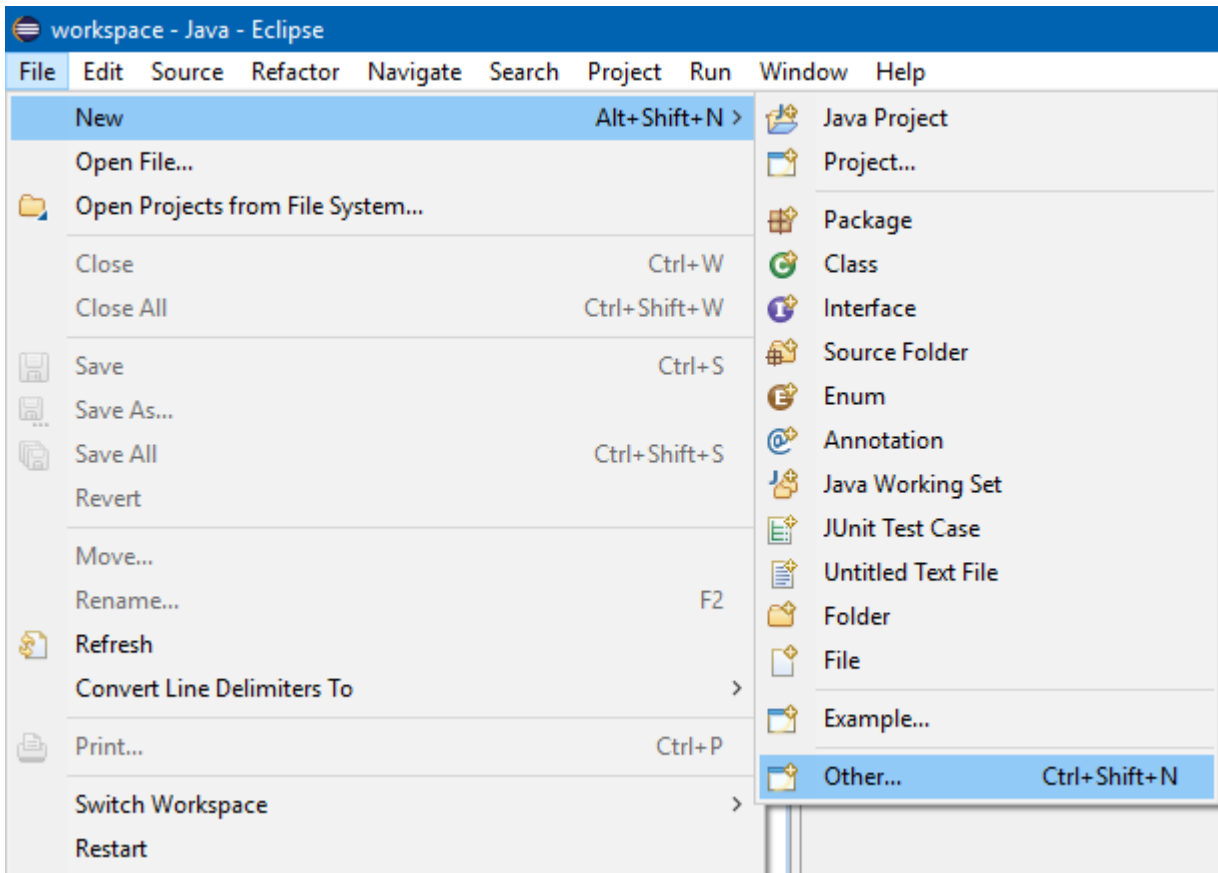 workspace - Java - Eclipse
File Edit Source Refactor Navigate Search Project Run Window Help
New Alt+Shift+N >
Open File...
Open Projects from File System...
Close Ctrl+W
Close All Ctrl+Shift+W
Save Ctrl+S
Save As...
Save All Ctrl+Shift+S
Revert
Move...
Rename... F2
Refresh
Convert Line Delimiters To >
Print... Ctrl+P
Switch Workspace >
Restart
Java Project
Project...
Package
Class
Interface
Source Folder
Enum
Annotation
Java Working Set
JUnit Test Case
Untitled Text File
Folder
File
Example...
Other... Ctrl+Shift+N